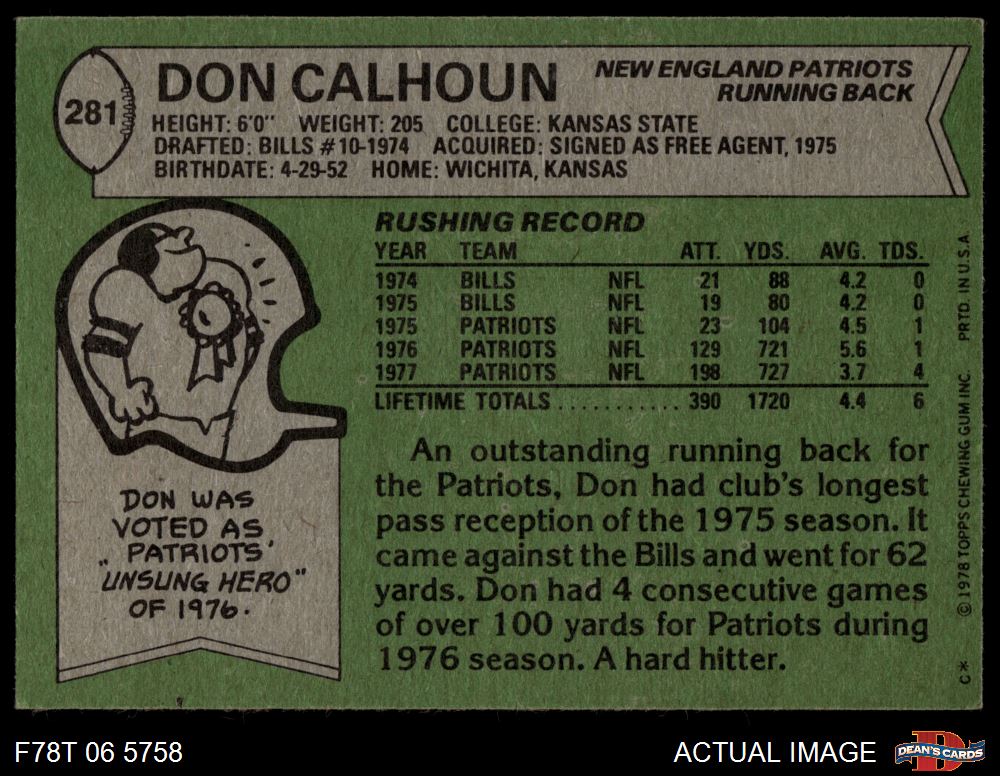 281
DON CALHOUN
NEW ENGLAND PATRIOTS
RUNNING BACK
HEIGHT: 6'0" WEIGHT: 205 COLLEGE: KANSAS STATE
DRAFTED: BILLS #10-1974 ACQUIRED: SIGNED AS FREE AGENT, 1975
BIRTHDATE: 4-29-52 HOME: WICHITA, KANSAS
RUSHING RECORD
YEAR TEAM ATT. YDS. AVG. TDS.
1974 BILLS NFL 21 88 4.2 0
1975 BILLS NFL 19 80 4.2 0
1975 PATRIOTS NFL 23 104 4.5 1
1976 PATRIOTS NFL 129 721 5.6 1
1977 PATRIOTS NFL 198 727 3.7 4
LIFETIME TOTALS ........... 390 1720 4.4 6
An outstanding running back for
the Patriots, Don had club's longest
pass reception of the 1975 season. It
came against the Bills and went for 62
yards. Don had 4 consecutive games
of over 100 yards for Patriots during
1976 season. A hard hitter.
DON WAS
VOTED AS
"PATRIOTS'
UNSUNG HERO"
OF 1976.
C* © 1978 TOPPS CHEWING GUM INC. PRTD. IN U.S.A.
F78T 06 5758
ACTUAL IMAGE
DEAN'S CARDS